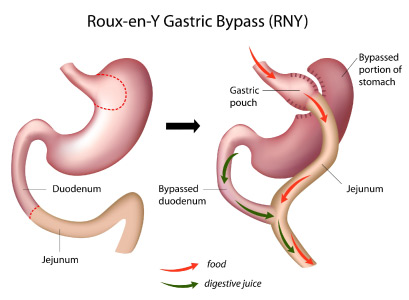 Roux-en-Y Gastric Bypass (RNY)
Bypassed
portion of
stomach
Gastric
pouch
Duodenum
Bypassed
duodenum
Jejunum
Jejunum
food
digestive juice